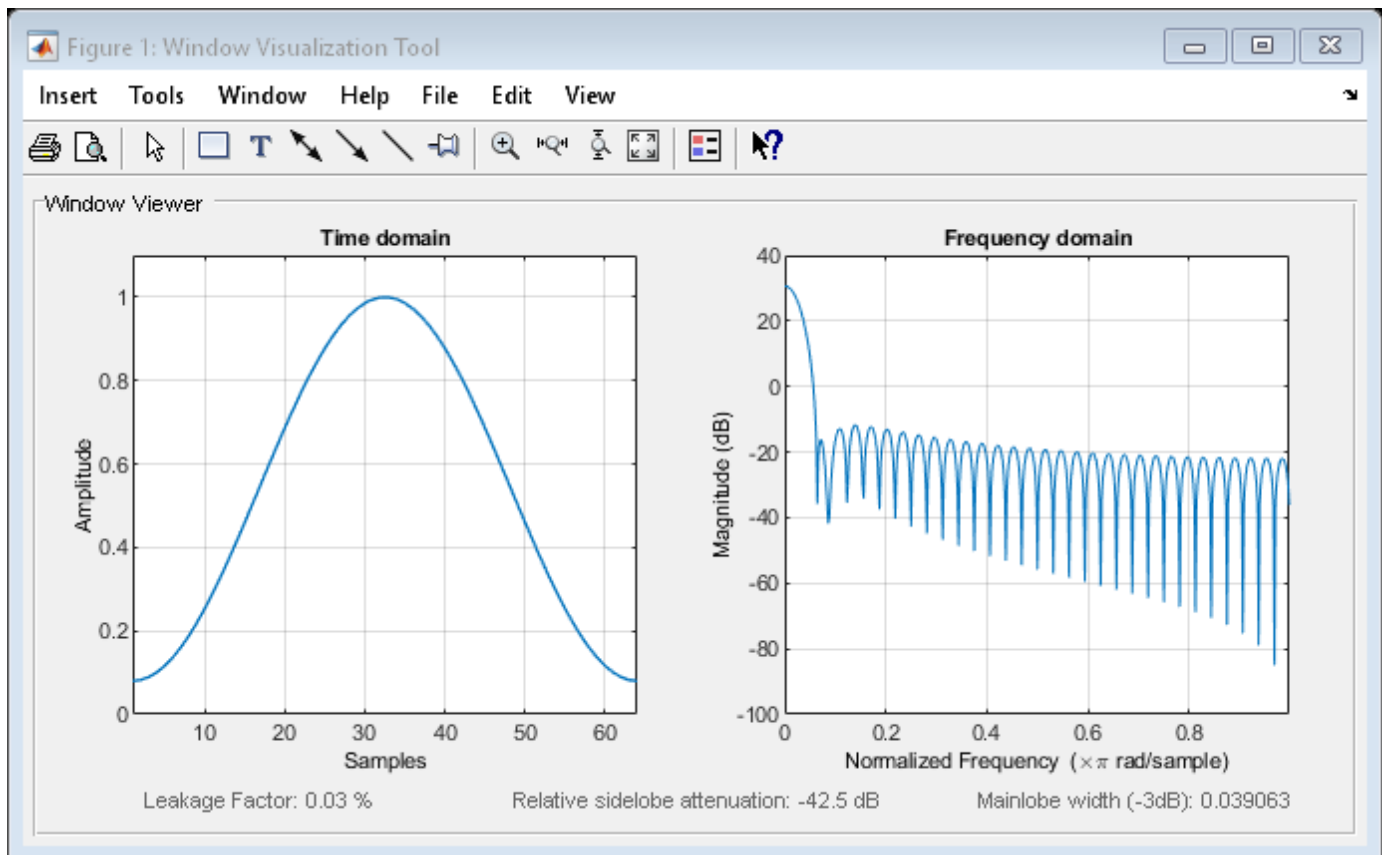 Figure 1: Window Visualization Tool
Insert Tools Window Help File Edit View
T
Window Viewer
Time domain
1
0.8
0.6
0.4
0.2
0
10 20 30 40 50 60
Amplitude
Samples
Frequency domain
40
20
0
-20
-40
-60
-80
-100
0 0.2 0.4 0.6 0.8
Magnitude (dB)
Normalized Frequency (×π rad/sample)
Leakage Factor: 0.03 %
Relative sidelobe attenuation: -42.5 dB
Mainlobe width (-3dB): 0.039063